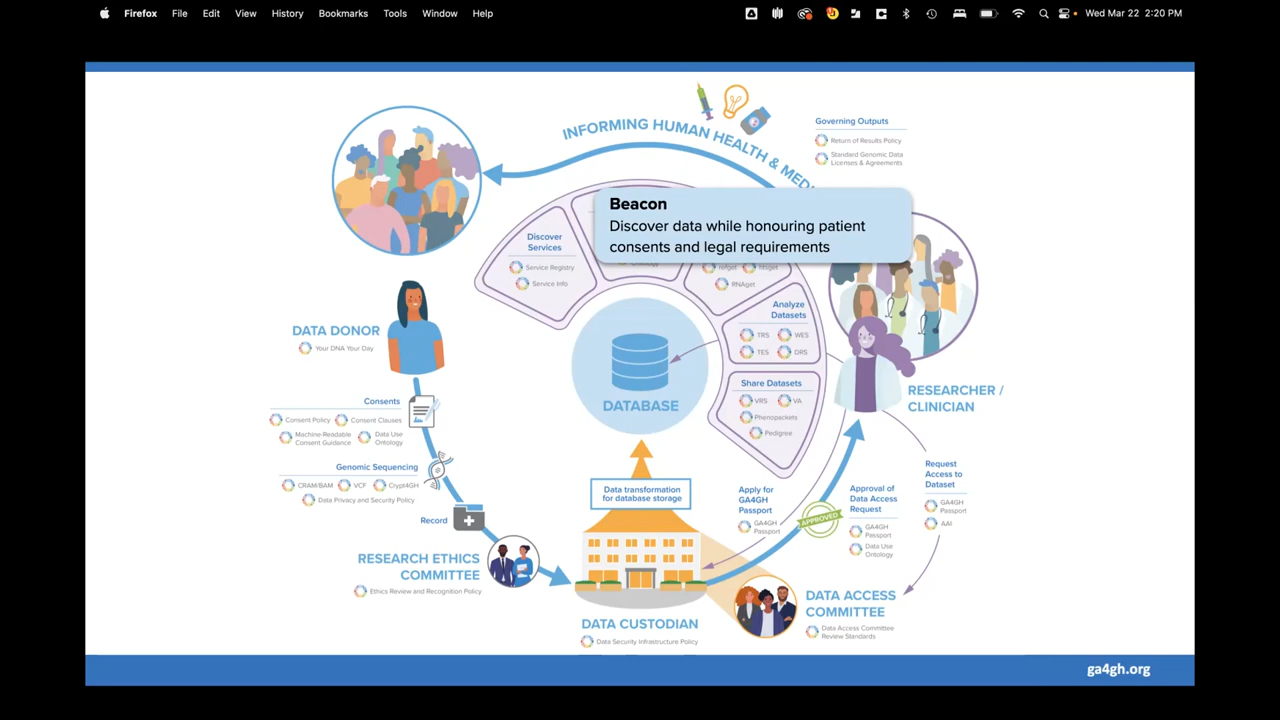 Firefox File Edit View History Bookmarks Tools Window Help
Wed Mar 22 2:20 PM
INFORMING HUMAN HEALTH & MEDI
Governing Outputs
Return of Results Policy
Standard Genomic Data
Licenses & Agreements
Beacon
Discover data while honouring patient
consents and legal requirements
Discover
Services
Service Registry
Service Info
refget
htsget
RNAget
Analyze
Datasets
TRS
WES
TES
DRS
Share Datasets
VRS
VA
Phenopackets
Pedigree
DATABASE
DATA DONOR
Your DNA Your Day
Consents
Consent Policy
Consent Clauses
Machine-Readable
Consent Guidance
Data Use
Ontology
Genomic Sequencing
CRAM/BAM
VCF
Crypt4GH
Data Privacy and Security Policy
Record
RESEARCH ETHICS
COMMITTEE
Ethics Review and Recognition Policy
Data transformation
for database storage
DATA CUSTODIAN
Data Security Infrastructure Policy
Apply for
GA4GH
Passport
GA4GH
Passport
APPROVED
Approval of
Data Access
Request
GA4GH
Passport
Data Use
Ontology
RESEARCHER /
CLINICIAN
Request
Access to
Dataset
GA4GH
Passport
AAI
DATA ACCESS
COMMITTEE
Data Access Committee
Review Standards
ga4gh.org